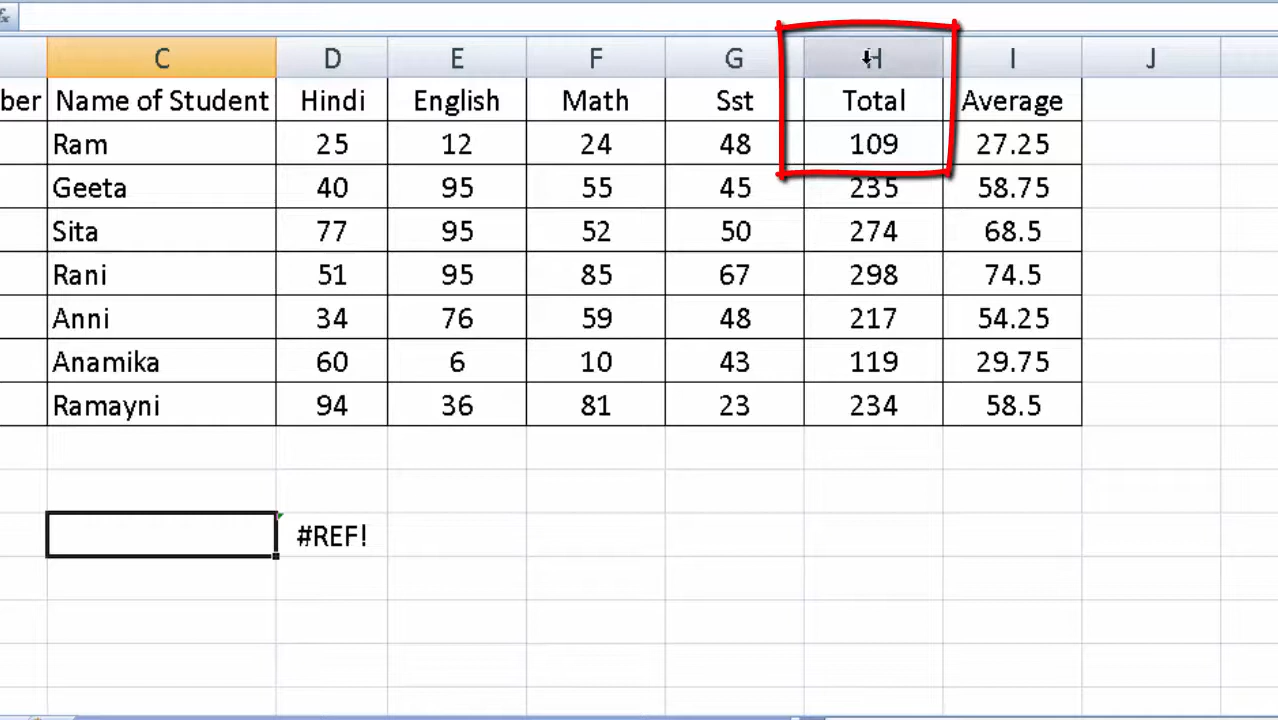 fx
C D E F G H I J
ber Name of Student Hindi English Math Sst Total Average
Ram 25 12 24 48 109 27.25
Geeta 40 95 55 45 235 58.75
Sita 77 95 52 50 274 68.5
Rani 51 95 85 67 298 74.5
Anni 34 76 59 48 217 54.25
Anamika 60 6 10 43 119 29.75
Ramayni 94 36 81 23 234 58.5
#REF!